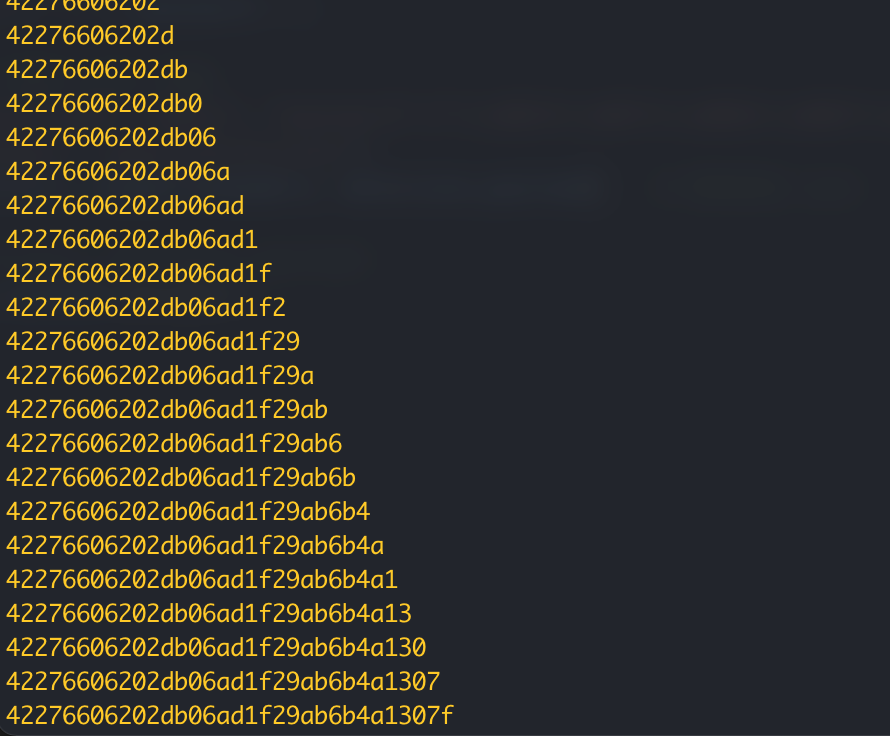 42276606202
42276606202d
42276606202db
42276606202db0
42276606202db06
42276606202db06a
42276606202db06ad
42276606202db06ad1
42276606202db06ad1f
42276606202db06ad1f2
42276606202db06ad1f29
42276606202db06ad1f29a
42276606202db06ad1f29ab
42276606202db06ad1f29ab6
42276606202db06ad1f29ab6b
42276606202db06ad1f29ab6b4
42276606202db06ad1f29ab6b4a
42276606202db06ad1f29ab6b4a1
42276606202db06ad1f29ab6b4a13
42276606202db06ad1f29ab6b4a130
42276606202db06ad1f29ab6b4a1307
42276606202db06ad1f29ab6b4a1307f